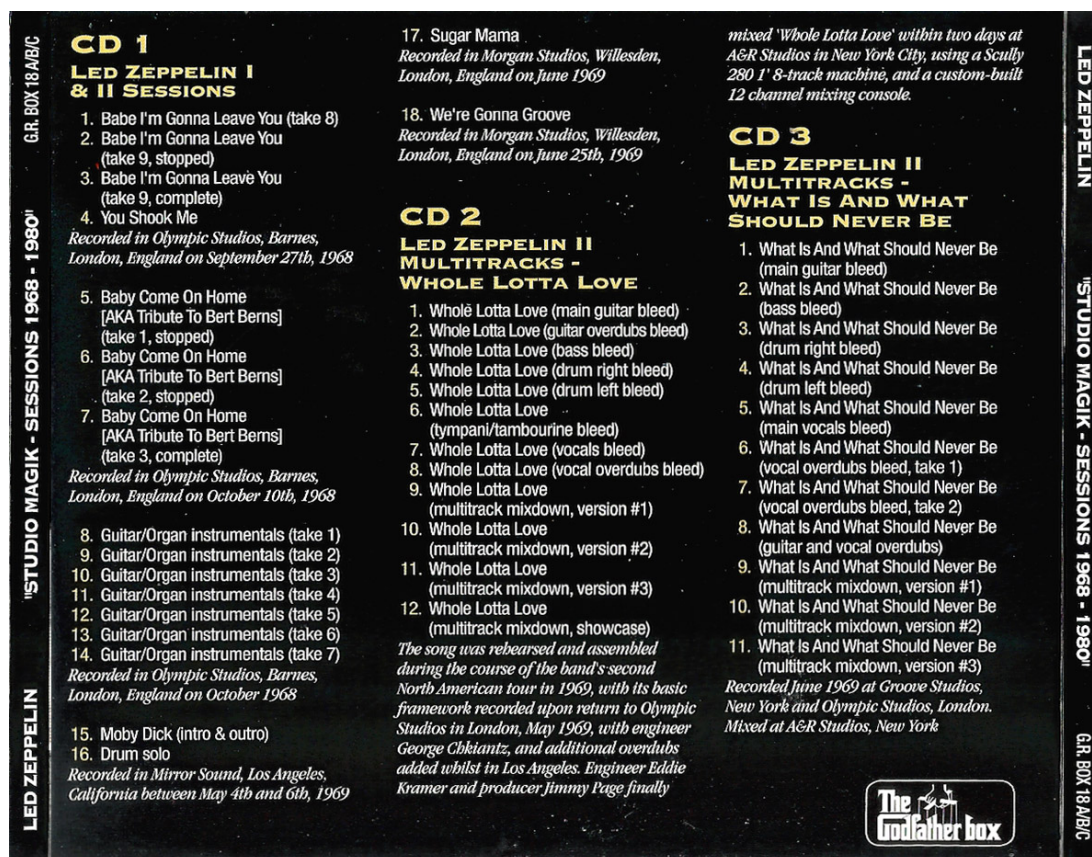 G.R. BOX 18 A/B/C
"STUDIO MAGIK - SESSIONS 1968 - 1980"
LED ZEPPELIN
CD 1
LED ZEPPELIN I
& II SESSIONS
1. Babe I'm Gonna Leave You (take 8)
2. Babe I'm Gonna Leave You
(take 9, stopped)
3. Babe I'm Gonna Leave You
(take 9, complete)
4. You Shook Me
Recorded in Olympic Studios, Barnes,
London, England on September 27th, 1968
5. Baby Come On Home
[AKA Tribute To Bert Berns]
(take 1, stopped)
6. Baby Come On Home
[AKA Tribute To Bert Berns]
(take 2, stopped)
7. Baby Come On Home
[AKA Tribute To Bert Berns]
(take 3, complete)
Recorded in Olympic Studios, Barnes,
London, England on October 10th, 1968
8. Guitar/Organ instrumentals (take 1)
9. Guitar/Organ instrumentals (take 2)
10. Guitar/Organ instrumentals (take 3)
11. Guitar/Organ instrumentals (take 4)
12. Guitar/Organ instrumentals (take 5)
13. Guitar/Organ instrumentals (take 6)
14. Guitar/Organ instrumentals (take 7)
Recorded in Olympic Studios, Barnes,
London, England on October 1968
15. Moby Dick (intro & outro)
16. Drum solo
Recorded in Mirror Sound, Los Angeles,
California between May 4th and 6th, 1969
17. Sugar Mama
Recorded in Morgan Studios, Willesden,
London, England on June 1969
18. We're Gonna Groove
Recorded in Morgan Studios, Willesden,
London, England on June 25th, 1969
CD 2
LED ZEPPELIN II
MULTITRACKS -
WHOLE LOTTA LOVE
1. Whole Lotta Love (main guitar bleed)
2. Whole Lotta Love (guitar overdubs bleed)
3. Whole Lotta Love (bass bleed)
4. Whole Lotta Love (drum right bleed)
5. Whole Lotta Love (drum left bleed)
6. Whole Lotta Love
(tympani/tambourine bleed)
7. Whole Lotta Love (vocals bleed)
8. Whole Lotta Love (vocal overdubs bleed)
9. Whole Lotta Love
(multitrack mixdown, version #1)
10. Whole Lotta Love
(multitrack mixdown, version #2)
11. Whole Lotta Love
(multitrack mixdown, version #3)
12. Whole Lotta Love
(multitrack mixdown, showcase)
The song was rehearsed and assembled
during the course of the band's second
North American tour in 1969, with its basic
framework recorded upon return to Olympic
Studios in London, May 1969, with engineer
George Chkiantz, and additional overdubs
added whilst in Los Angeles. Engineer Eddie
Kramer and producer Jimmy Page finally
mixed 'Whole Lotta Love' within two days at
A&R Studios in New York City, using a Scully
280 1' 8-track machine, and a custom-built
12 channel mixing console.
CD 3
LED ZEPPELIN II
MULTITRACKS -
WHAT IS AND WHAT
SHOULD NEVER BE
1. What Is And What Should Never Be
(main guitar bleed)
2. What Is And What Should Never Be
(bass bleed)
3. What Is And What Should Never Be
(drum right bleed)
4. What Is And What Should Never Be
(drum left bleed)
5. What Is And What Should Never Be
(main vocals bleed)
6. What Is And What Should Never Be
(vocal overdubs bleed, take 1)
7. What Is And What Should Never Be
(vocal overdubs bleed, take 2)
8. What Is And What Should Never Be
(guitar and vocal overdubs)
9. What Is And What Should Never Be
(multitrack mixdown, version #1)
10. What Is And What Should Never Be
(multitrack mixdown, version #2)
11. What Is And What Should Never Be
(multitrack mixdown, version #3)
Recorded June 1969 at Groove Studios,
New York and Olympic Studios, London.
Mixed at A&R Studios, New York
The
Godfather box
LED ZEPPELIN
"STUDIO MAGIK - SESSIONS 1968 - 1980"
G.R. BOX 18 A/B/C